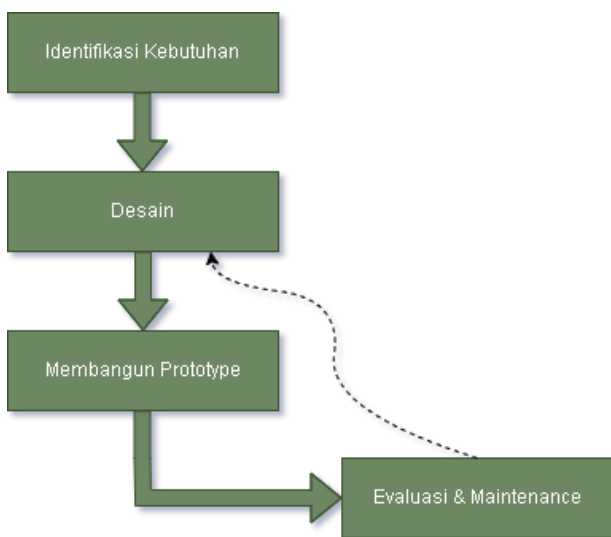 Identifikasi Kebutuhan
Desain
Membangun Prototype
Evaluasi & Maintenance